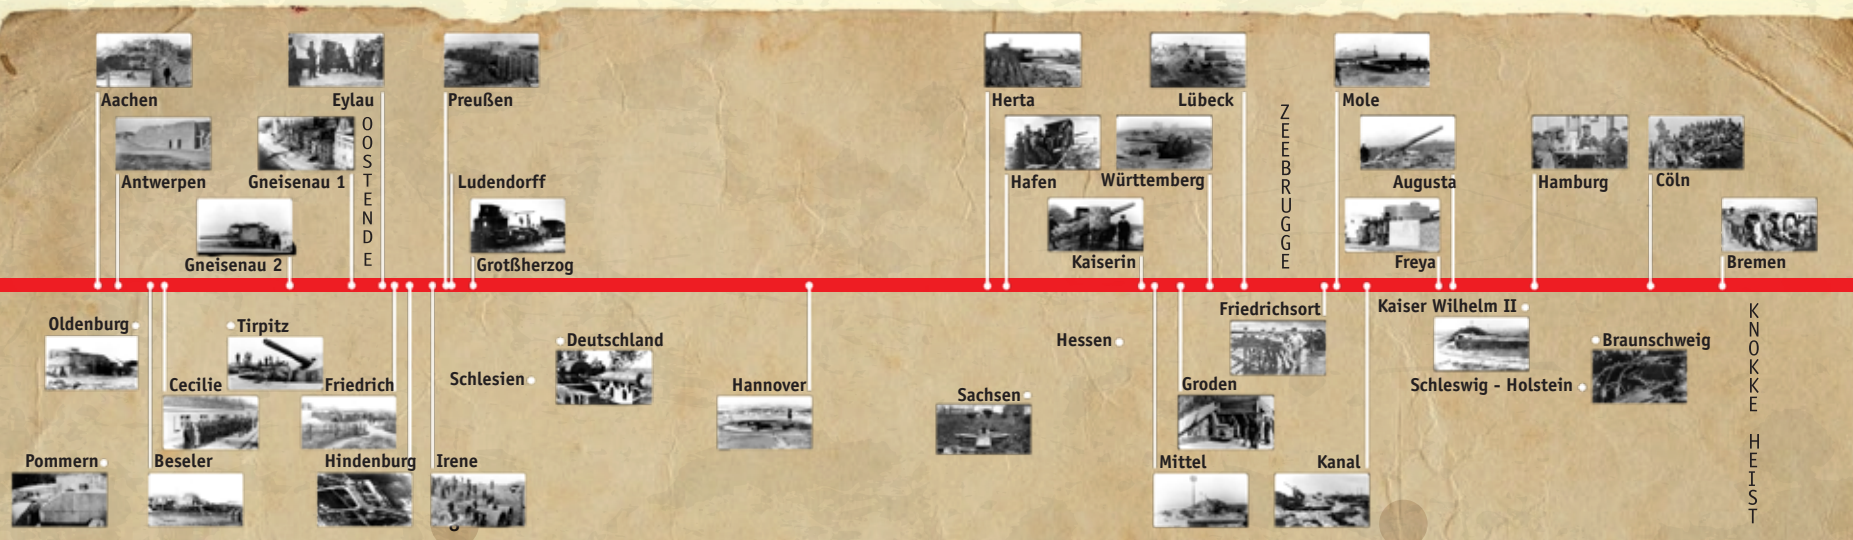 Aachen
Eylau
Preußen
Herta
Lübeck
Mole
OOSTENDE
ZEEBRUGGE
Antwerpen
Gneisenau 1
Ludendorff
Hafen
Württemberg
Augusta
Hamburg
Cöln
Gneisenau 2
Grotßherzog
Kaiserin
Freya
Bremen
Oldenburg
Tirpitz
Deutschland
Hessen
Friedrichsort
Kaiser Wilhelm II
Braunschweig
KNOKKE HEIST
Cecilie
Friedrich
Schlesien
Hannover
Sachsen
Groden
Schleswig - Holstein
Pommern
Beseler
Hindenburg
Irene
Mittel
Kanal